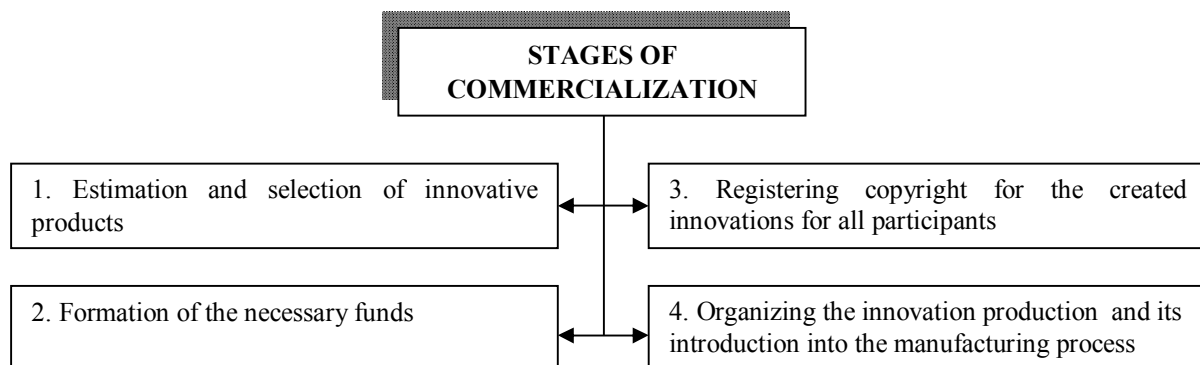 STAGES OF
COMMERCIALIZATION
1. Estimation and selection of innovative
products
2. Formation of the necessary funds
3. Registering copyright for the created
innovations for all participants
4. Organizing the innovation production and its
introduction into the manufacturing process